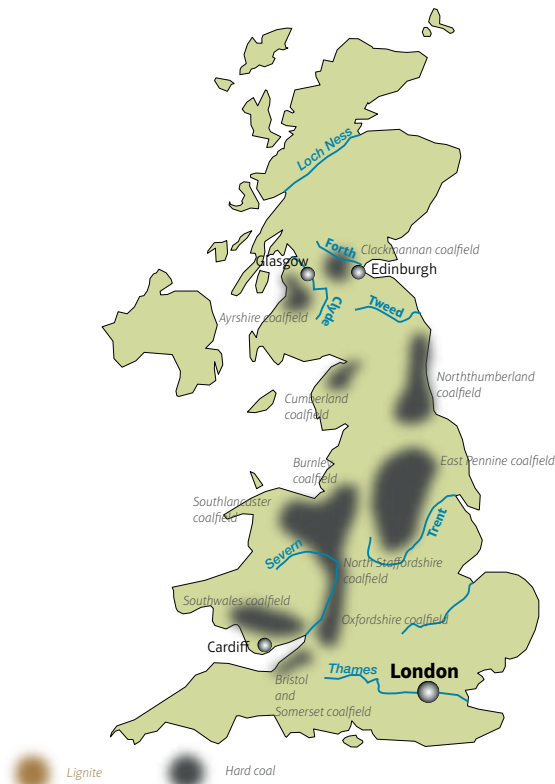 Loch Ness
Forth
Clackmannan coalfield
Glasgow
Edinburgh
Clyde
Tweed
Ayrshire coalfield
Northumberland
coalfield
Cumberland
coalfield
Burnley
coalfield
East Pennine coalfield
Southlancaster
coalfield
Trent
Severn
North Staffordshire
coalfield
Southwales coalfield
Oxfordshire coalfield
Cardiff
Thames
London
Bristol
and
Somerset coalfield
Lignite
Hard coal